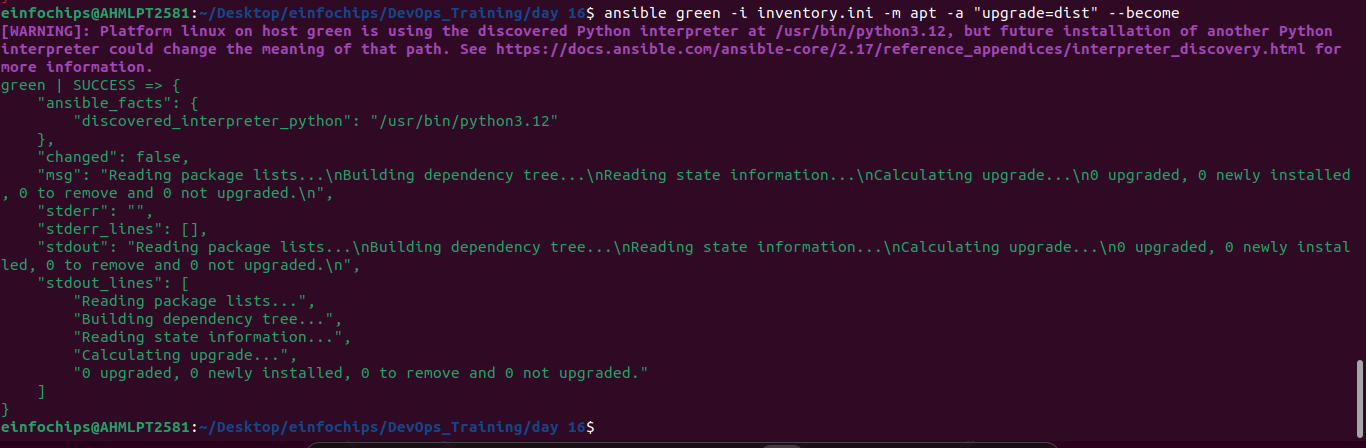 einfochips@AHMLPT2581:~/Desktop/einfochips/DevOps_Training/day 16$ ansible green -i inventory.ini -m apt -a "upgrade=dist" --become
[WARNING]: Platform linux on host green is using the discovered Python interpreter at /usr/bin/python3.12, but future installation of another Python
interpreter could change the meaning of that path. See https://docs.ansible.com/ansible-core/2.17/reference_appendices/interpreter_discovery.html for
more information.
green | SUCCESS => {
    "ansible_facts": {
        "discovered_interpreter_python": "/usr/bin/python3.12"
    },
    "changed": false,
    "msg": "Reading package lists...\nBuilding dependency tree...\nReading state information...\nCalculating upgrade...\n0 upgraded, 0 newly installed
, 0 to remove and 0 not upgraded.\n",
    "stderr": "",
    "stderr_lines": [],
    "stdout": "Reading package lists...\nBuilding dependency tree...\nReading state information...\nCalculating upgrade...\n0 upgraded, 0 newly instal
led, 0 to remove and 0 not upgraded.\n",
    "stdout_lines": [
        "Reading package lists...",
        "Building dependency tree...",
        "Reading state information...",
        "Calculating upgrade...",
        "0 upgraded, 0 newly installed, 0 to remove and 0 not upgraded."
    ]
}
einfochips@AHMLPT2581:~/Desktop/einfochips/DevOps_Training/day 16$